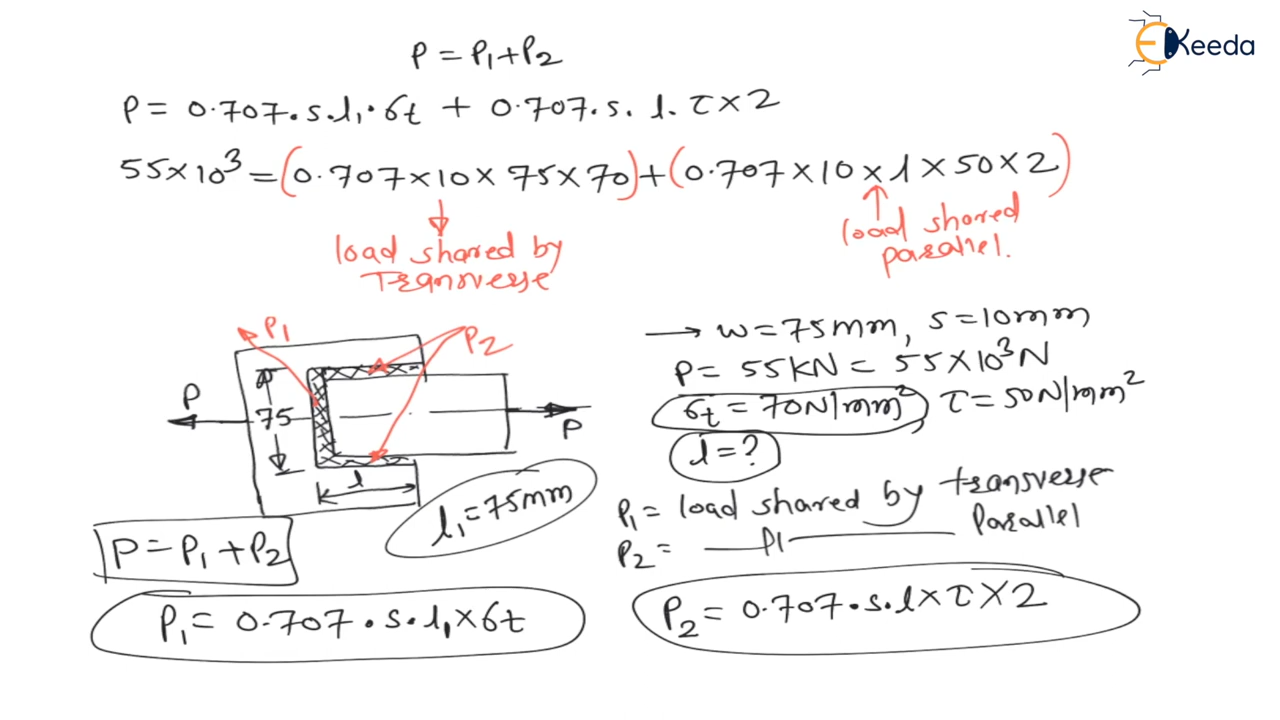 EKeeda
P = P₁+P₂
P = 0.707.s.l₁.σt + 0.707.s.l.τ×2
55×10³ = (0.707×10×75×70)+(0.707×10×l×50×2)
load shared by
Transverse
load shared
parallel.
P₁
P₂
P
75
P
l
l₁=75mm
P = P₁+P₂
P₁ = 0.707.s.l₁×σt
→ w=75mm, s=10mm
P= 55KN = 55×10³N
σt = 70N/mm², τ=50N/mm²
l=?
P₁= load shared by transverse
P₂= —— P1 —— Parallel
P₂= 0.707.s.l×τ×2